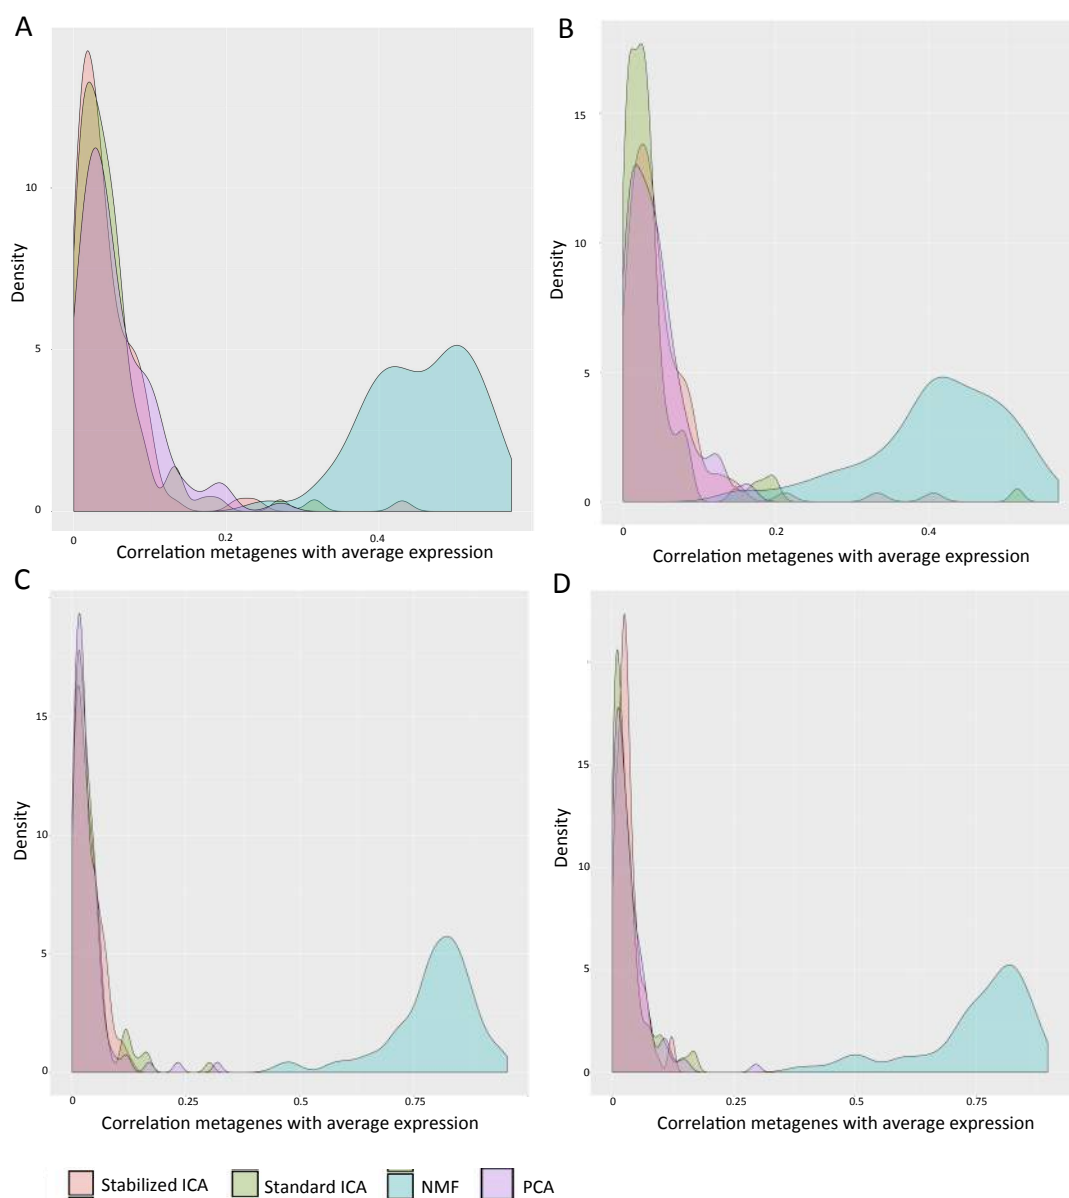 A
B
10
5
0
Density
0
0.2
0.4
Correlation metagenes with average expression
15
10
5
0
Density
0
0.2
0.4
Correlation metagenes with average expression
C
D
15
10
5
0
Density
0
0.25
0.5
0.75
Correlation metagenes with average expression
15
10
5
0
Density
0
0.25
0.5
0.75
Correlation metagenes with average expression
Stabilized ICA Standard ICA NMF PCA